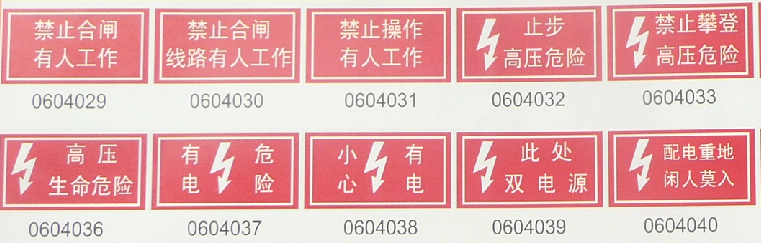 禁止合闸
有人工作
0604029
禁止合闸
线路有人工作
0604030
禁止操作
有人工作
0604031
止步
高压危险
0604032
禁止攀登
高压危险
0604033
高压
生命危险
0604036
有 危
电 险
0604037
小 有
心 电
0604038
此处
双电源
0604039
配电重地
闲人莫入
0604040